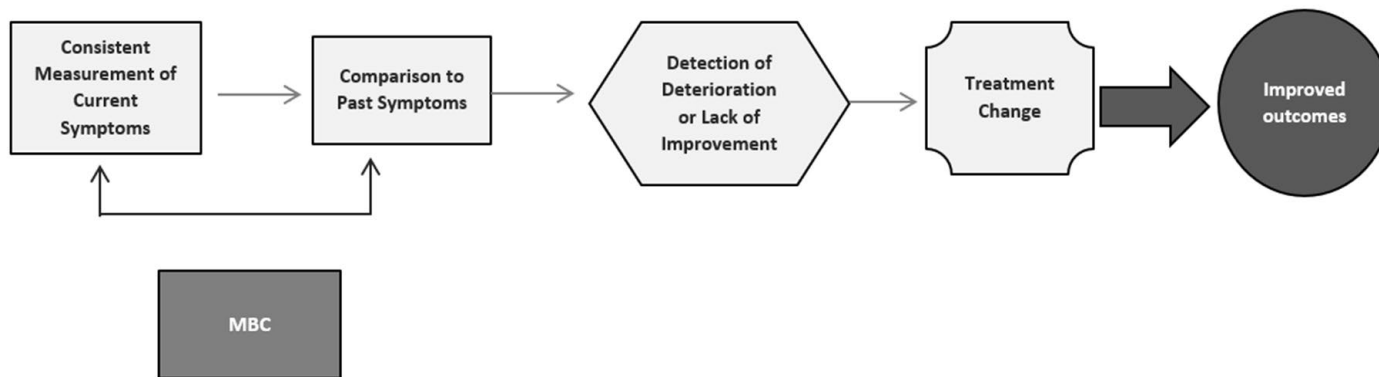 Consistent
Measurement of
Current
Symptoms
Comparison to
Past Symptoms
Detection of
Deterioration
or Lack of
Improvement
Treatment
Change
Improved
outcomes
MBC